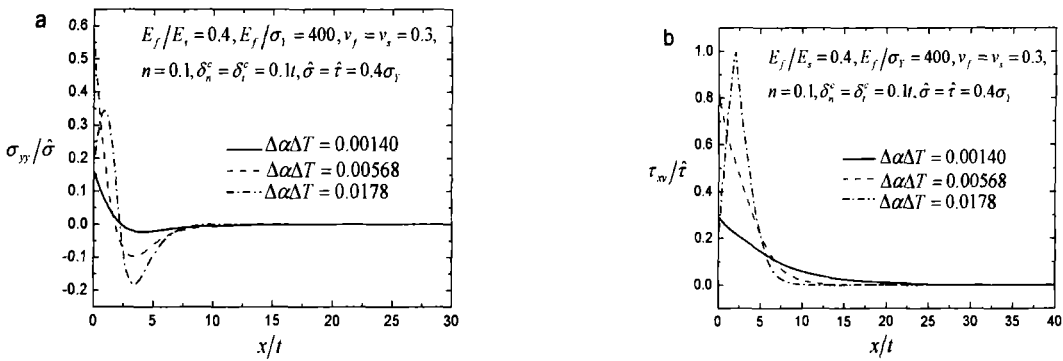 a
E_f/E_s = 0.4, E_f/σ_Y = 400, ν_f = ν_s = 0.3,
n = 0.1, δ_n^c = δ_t^c = 0.1t, σ̂ = τ̂ = 0.4σ_Y
σ_yy/σ̂
ΔαΔT = 0.00140
ΔαΔT = 0.00568
ΔαΔT = 0.0178
0.6
0.5
0.4
0.3
0.2
0.1
0.0
-0.1
-0.2
0 5 10 15 20 25 30
x/t
b
E_f/E_s = 0.4, E_f/σ_Y = 400, ν_f = ν_s = 0.3,
n = 0.1, δ_n^c = δ_t^c = 0.1t, σ̂ = τ̂ = 0.4σ_Y
τ_xy/τ̂
ΔαΔT = 0.00140
ΔαΔT = 0.00568
ΔαΔT = 0.0178
1.0
0.8
0.6
0.4
0.2
0.0
0 5 10 15 20 25 30 35 40
x/t